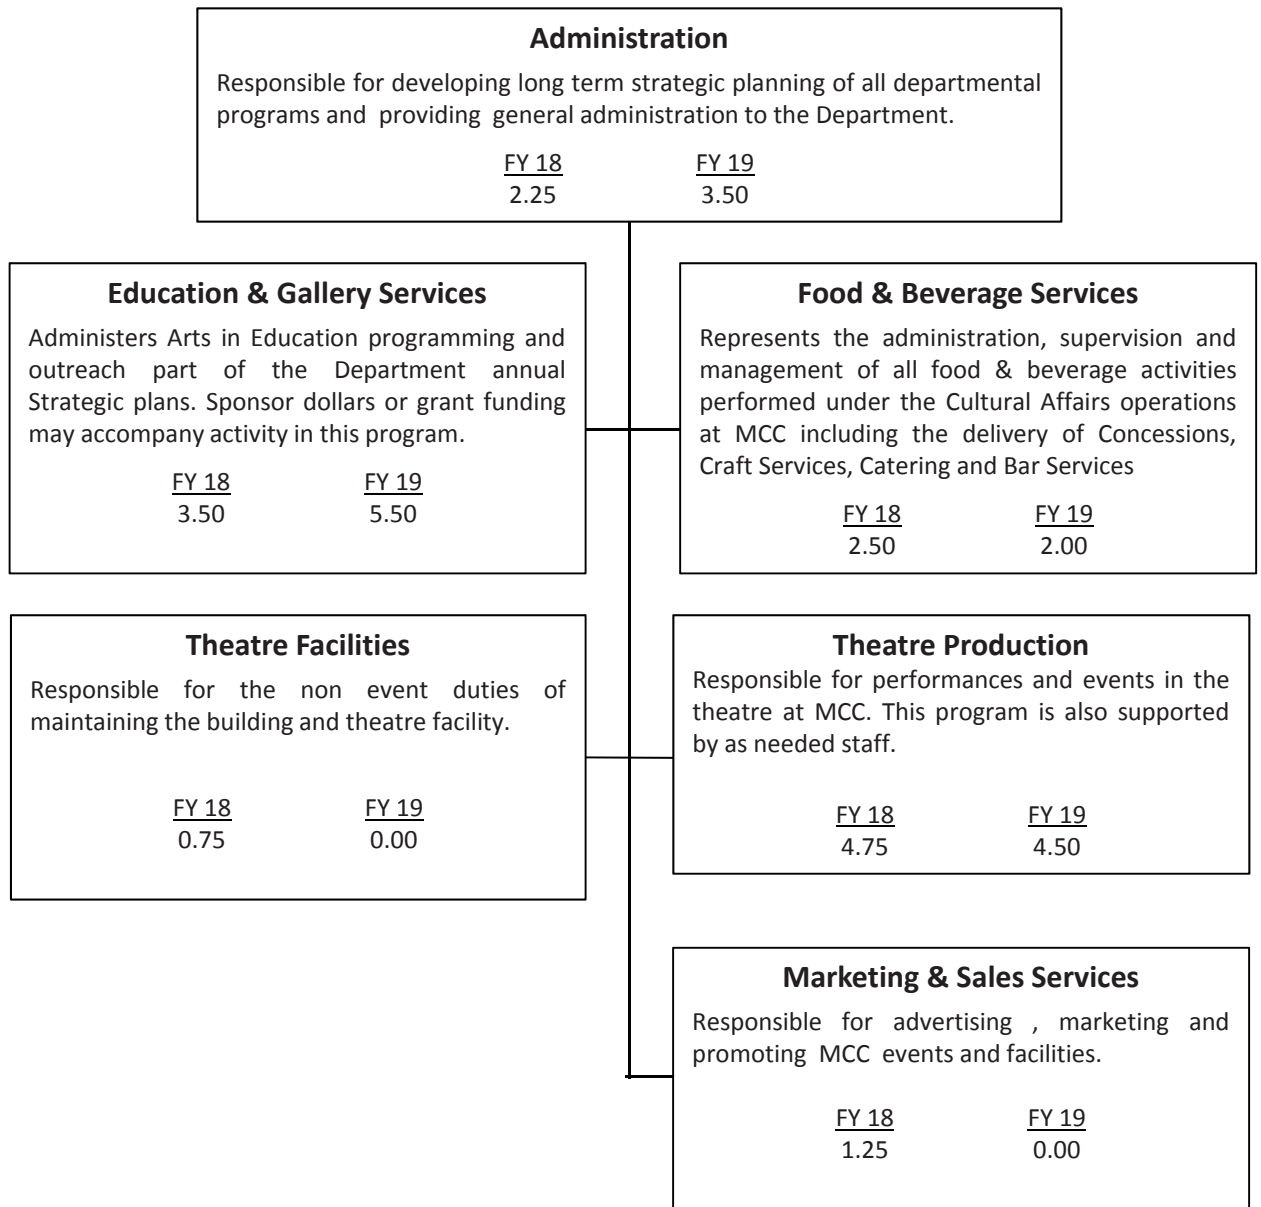 Administration
Responsible for developing long term strategic planning of all departmental
programs and providing general administration to the Department.
FY 18 FY 19
2.25 3.50
Education & Gallery Services
Administers Arts in Education programming and
outreach part of the Department annual
Strategic plans. Sponsor dollars or grant funding
may accompany activity in this program.
FY 18 FY 19
3.50 5.50
Food & Beverage Services
Represents the administration, supervision and
management of all food & beverage activities
performed under the Cultural Affairs operations
at MCC including the delivery of Concessions,
Craft Services, Catering and Bar Services
FY 18 FY 19
2.50 2.00
Theatre Facilities
Responsible for the non event duties of
maintaining the building and theatre facility.
FY 18 FY 19
0.75 0.00
Theatre Production
Responsible for performances and events in the
theatre at MCC. This program is also supported
by as needed staff.
FY 18 FY 19
4.75 4.50
Marketing & Sales Services
Responsible for advertising , marketing and
promoting MCC events and facilities.
FY 18 FY 19
1.25 0.00